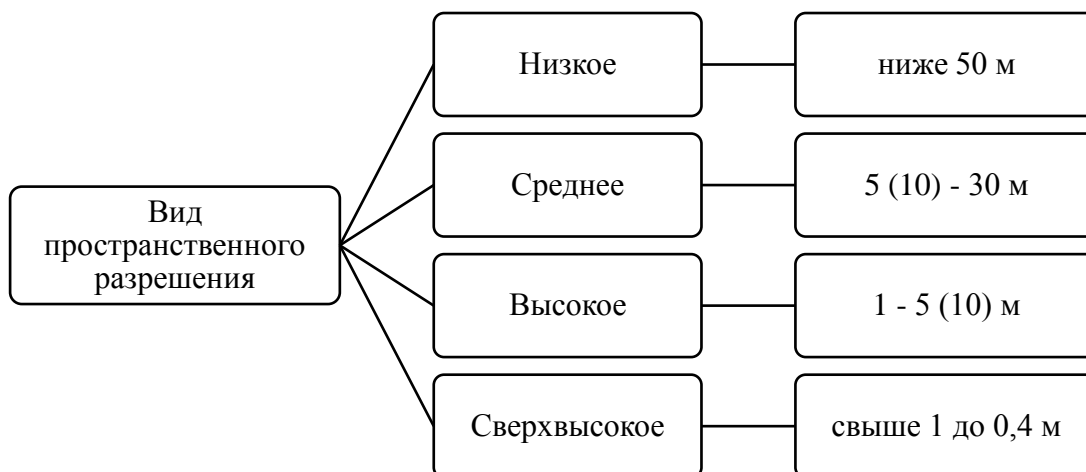 Вид
пространственного
разрешения
Низкое
ниже 50 м
Среднее
5 (10) - 30 м
Высокое
1 - 5 (10) м
Сверхвысокое
свыше 1 до 0,4 м